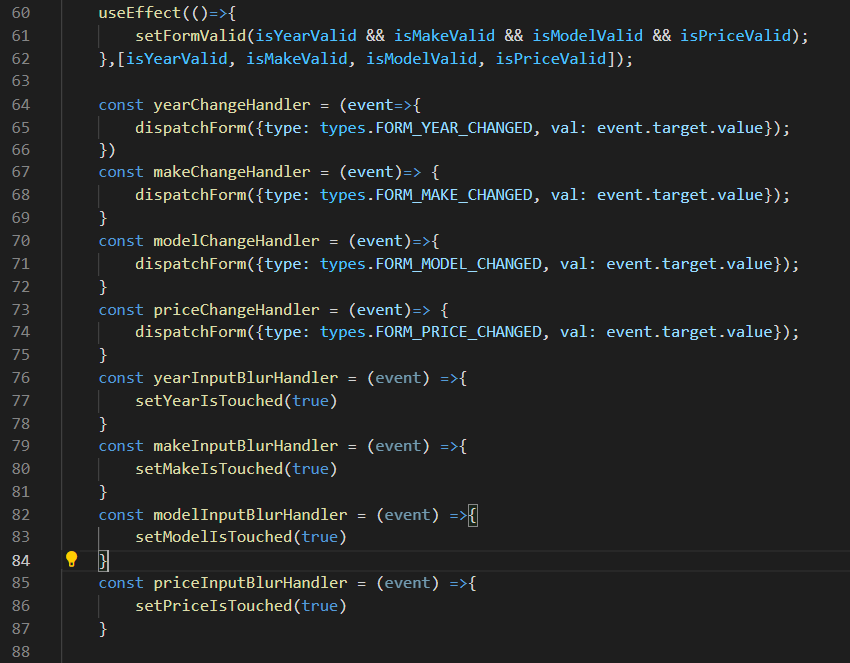 60 useEffect(()=>{
61 setFormValid(isYearValid && isMakeValid && isModelValid && isPriceValid);
62 },[isYearValid, isMakeValid, isModelValid, isPriceValid]);
63
64 const yearChangeHandler = (event=>{
65 dispatchForm({type: types.FORM_YEAR_CHANGED, val: event.target.value});
66 })
67 const makeChangeHandler = (event)=> {
68 dispatchForm({type: types.FORM_MAKE_CHANGED, val: event.target.value});
69 }
70 const modelChangeHandler = (event)=>{
71 dispatchForm({type: types.FORM_MODEL_CHANGED, val: event.target.value});
72 }
73 const priceChangeHandler = (event)=> {
74 dispatchForm({type: types.FORM_PRICE_CHANGED, val: event.target.value});
75 }
76 const yearInputBlurHandler = (event) =>{
77 setYearIsTouched(true)
78 }
79 const makeInputBlurHandler = (event) =>{
80 setMakeIsTouched(true)
81 }
82 const modelInputBlurHandler = (event) =>{
83 setModelIsTouched(true)
84 }
85 const priceInputBlurHandler = (event) =>{
86 setPriceIsTouched(true)
87 }
88